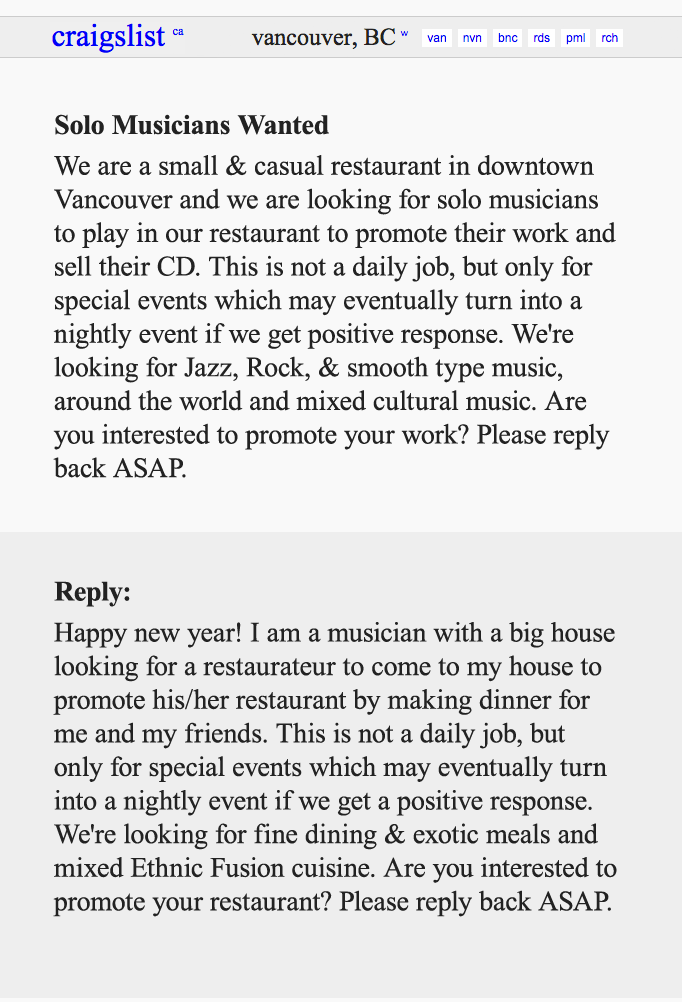 craigslist ca vancouver, BC w van nvn bnc rds pml rch
Solo Musicians Wanted
We are a small & casual restaurant in downtown
Vancouver and we are looking for solo musicians
to play in our restaurant to promote their work and
sell their CD. This is not a daily job, but only for
special events which may eventually turn into a
nightly event if we get positive response. We're
looking for Jazz, Rock, & smooth type music,
around the world and mixed cultural music. Are
you interested to promote your work? Please reply
back ASAP.
Reply:
Happy new year! I am a musician with a big house
looking for a restaurateur to come to my house to
promote his/her restaurant by making dinner for
me and my friends. This is not a daily job, but
only for special events which may eventually turn
into a nightly event if we get a positive response.
We're looking for fine dining & exotic meals and
mixed Ethnic Fusion cuisine. Are you interested to
promote your restaurant? Please reply back ASAP.